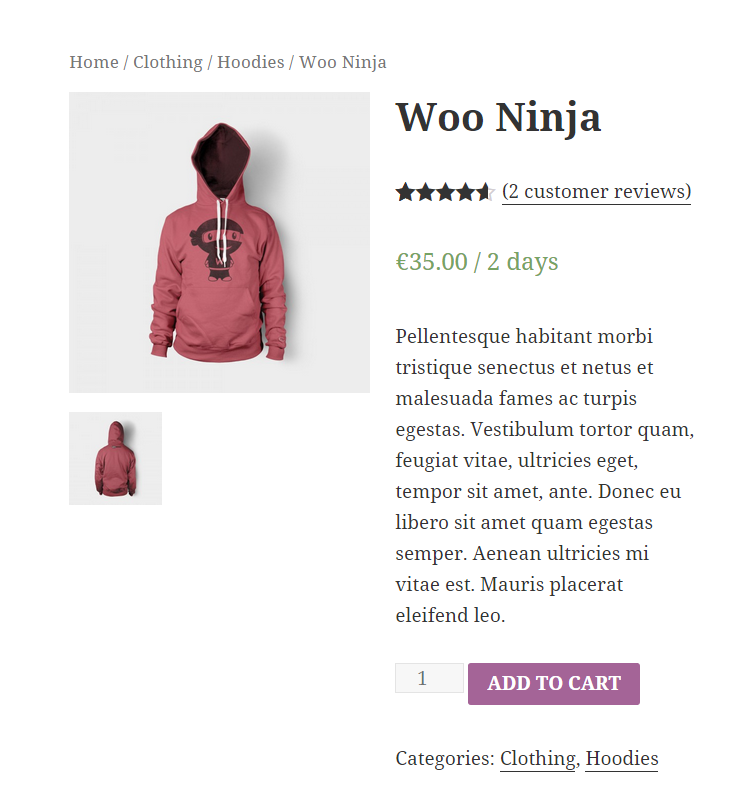 Home / Clothing / Hoodies / Woo Ninja
Woo Ninja
(2 customer reviews)
€35.00 / 2 days
Pellentesque habitant morbi
tristique senectus et netus et
malesuada fames ac turpis
egestas. Vestibulum tortor quam,
feugiat vitae, ultricies eget,
tempor sit amet, ante. Donec eu
libero sit amet quam egestas
semper. Aenean ultricies mi
vitae est. Mauris placerat
eleifend leo.
1 ADD TO CART
Categories: Clothing, Hoodies